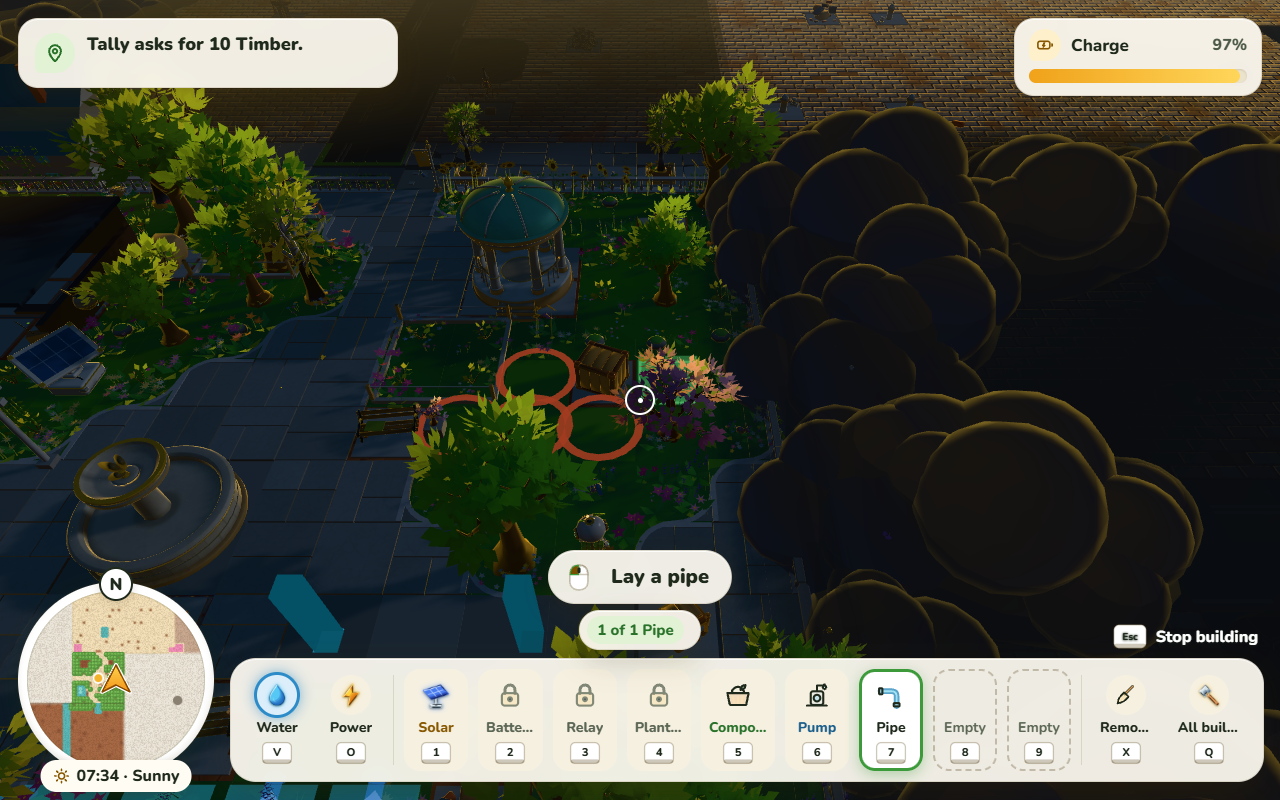 Tally asks for 10 Timber.
Charge 97%
Lay a pipe
1 of 1 Pipe
Esc Stop building
N
07:34 · Sunny
Water
V
Power
O
Solar
1
Batte...
2
Relay
3
Plant...
4
Compo...
5
Pump
6
Pipe
7
Empty
8
Empty
9
Remo...
X
All buil...
Q